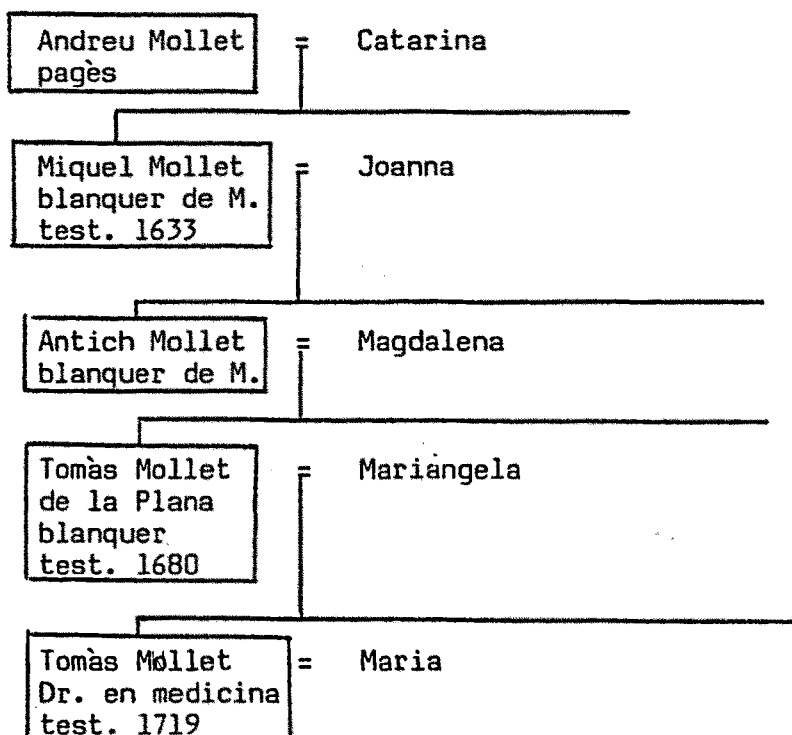 Andreu Mollet = Catarina
pagès
Miquel Mollet = Joanna
blanquer de M.
test. 1633
Antich Mollet = Magdalena
blanquer de M.
Tomàs Mollet = Mariàngela
de la Plana
blanquer
test. 1680
Tomàs Mollet = Maria
Dr. en medicina
test. 1719